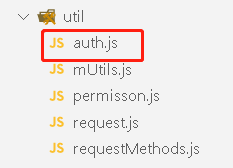 util
JS auth.js
JS mUtils.js
JS permisson.js
JS request.js
JS requestMethods.js